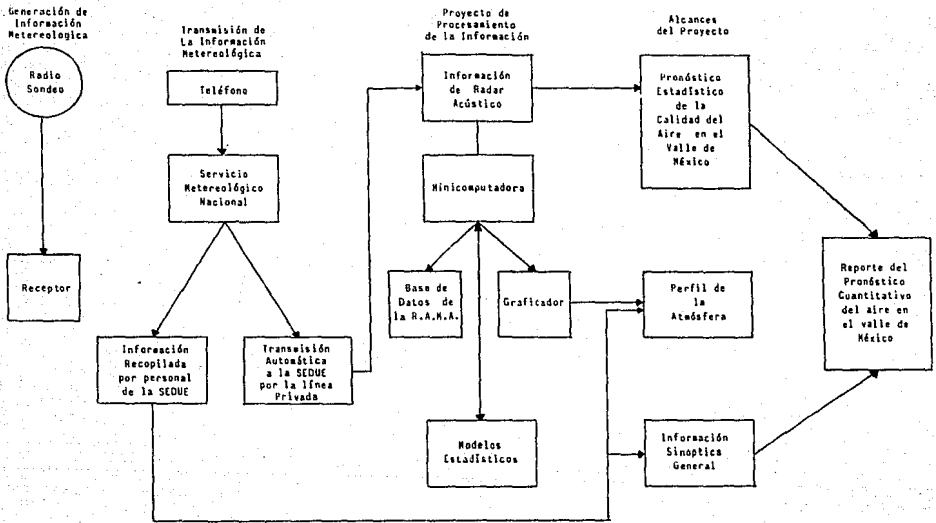 Generación de
Información
Metereologica
Radio
Sondeo
Receptor
Transmisión de
La Información
Metereológica
Teléfono
Servicio
Metereológico
Nacional
Información
Recopilada
por personal
de la SEDUE
Transmisión
Automática
a la SEDUE
por la línea
Privada
Proyecto de
Procesamiento
de la Información
Información
de Radar
Acústico
Minicomputadora
Base de
Datos de
la R.A.M.A.
Graficador
Modelos
Estadísticos
Alcances
del Proyecto
Pronóstico
Estadístico
de la
Calidad del
Aire en el
Valle de
México
Perfil de
la
Atmósfera
Información
Sinoptica
General
Reporte del
Pronóstico
Cuantitativo
del aire en
el valle de
México